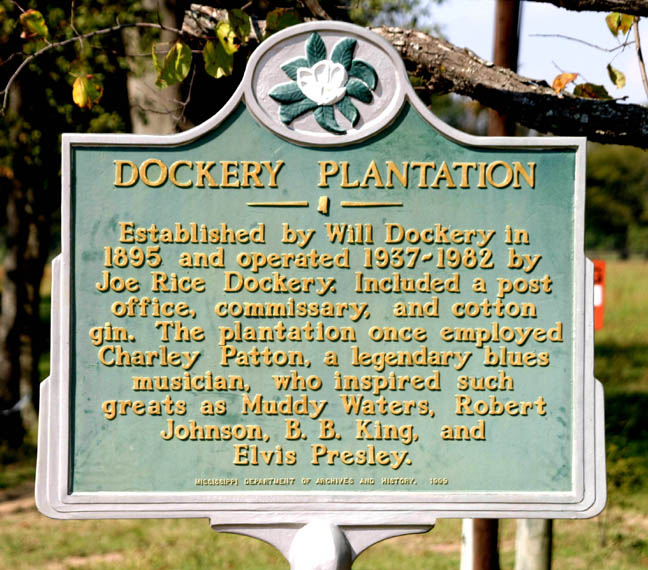 DOCKERY PLANTATION
Established by Will Dockery in
1895 and operated 1937-1982 by
Joe Rice Dockery. Included a post
office, commissary, and cotton
gin. The plantation once employed
Charley Patton, a legendary blues
musician, who inspired such
greats as Muddy Waters, Robert
Johnson, B. B. King, and
Elvis Presley.
MISSISSIPPI DEPARTMENT OF ARCHIVES AND HISTORY. 1999